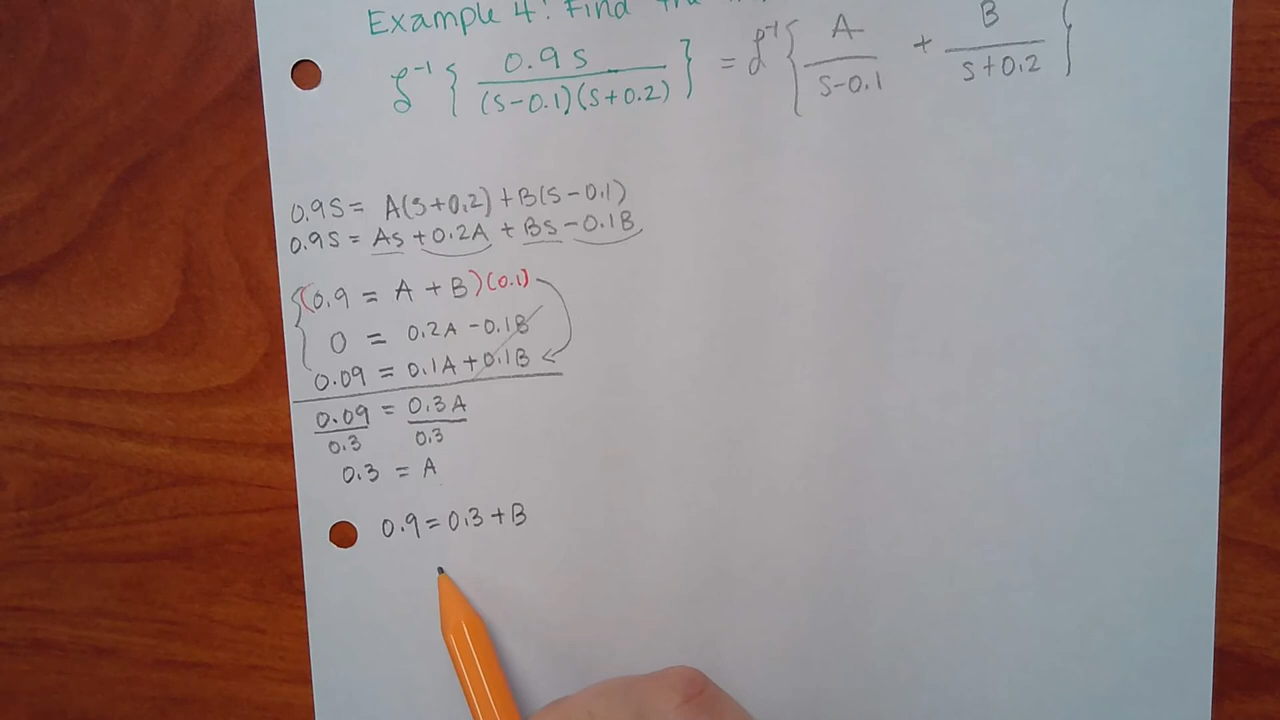 Example 4: Find the
ℒ⁻¹ { 0.9s / (s-0.1)(s+0.2) } = ℒ⁻¹ { A / s-0.1 + B / s+0.2 }
0.9s = A(s+0.2) + B(s-0.1)
0.9s = As + 0.2A + Bs - 0.1B
(0.9 = A + B)(0.1)
0 = 0.2A - 0.1B
0.09 = 0.1A + 0.1B
0.09 / 0.3 = 0.3A / 0.3
0.3 = A
0.9 = 0.3 + B